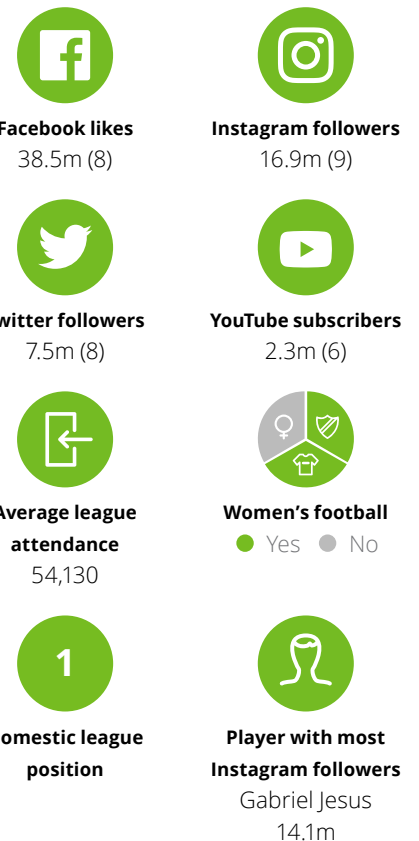 Facebook likes
38.5m (8)
Instagram followers
16.9m (9)
witter followers
7.5m (8)
YouTube subscribers
2.3m (6)
Average league
attendance
54,130
Women's football
Yes No
1
omestic league
position
Player with most
Instagram followers
Gabriel Jesus
14.1m